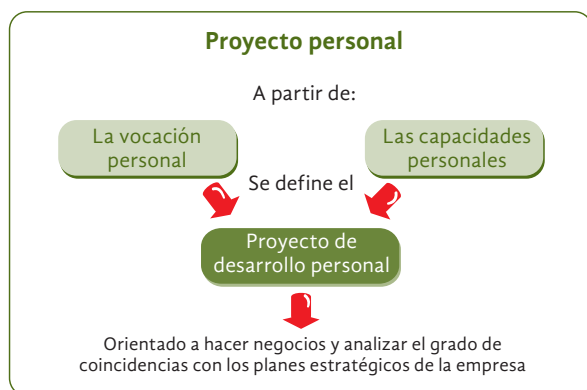 Proyecto personal
A partir de:
La vocación
personal
Las capacidades
personales
Se define el
Proyecto de
desarrollo personal
Orientado a hacer negocios y analizar el grado de
coincidencias con los planes estratégicos de la empresa